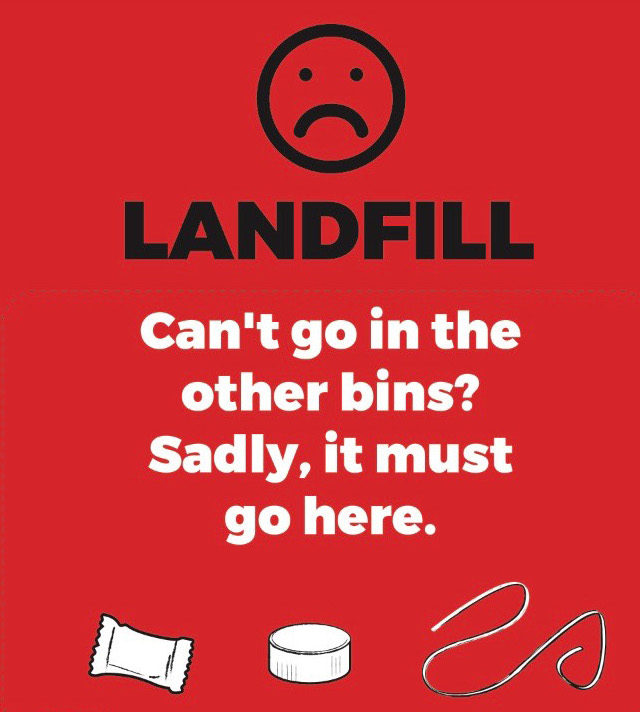 LANDFILL
Can't go in the
other bins?
Sadly, it must
go here.